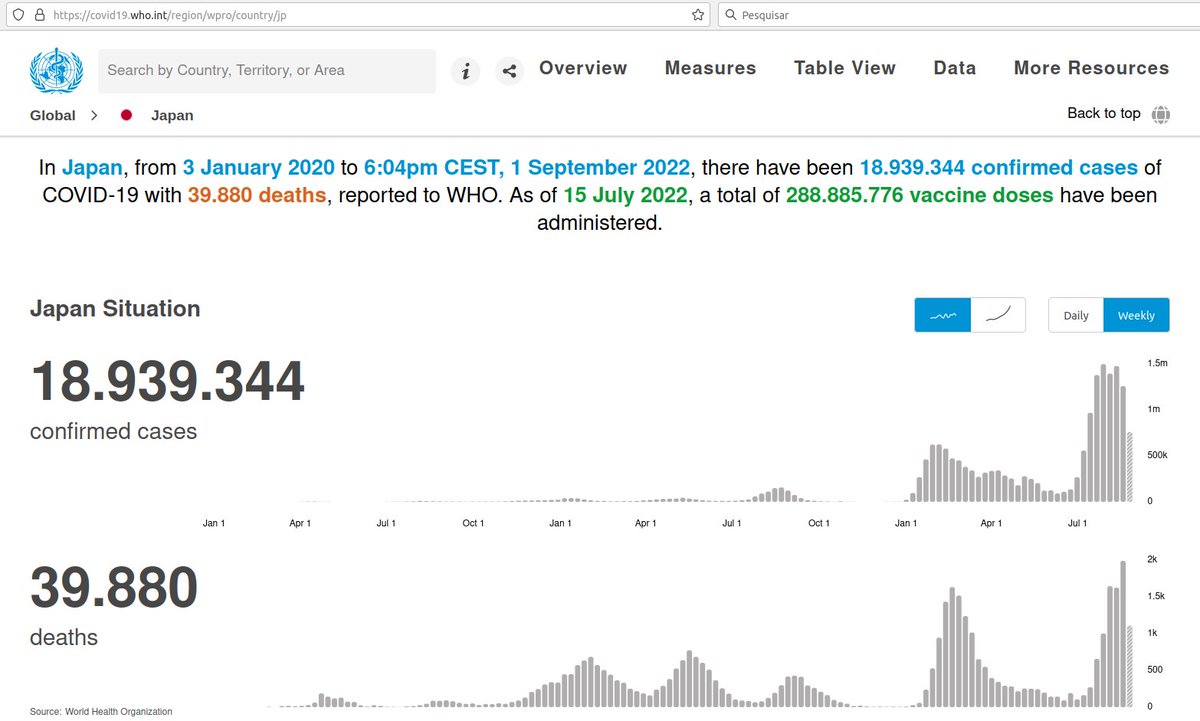 https://covid19.who.int/region/wpro/country/jp
Pesquisar
Search by Country, Territory, or Area
i
Overview
Measures
Table View
Data
More Resources
Global > Japan
Back to top
In Japan, from 3 January 2020 to 6:04pm CEST, 1 September 2022, there have been 18.939.344 confirmed cases of
COVID-19 with 39.880 deaths, reported to WHO. As of 15 July 2022, a total of 288.885.776 vaccine doses have been
administered.
Japan Situation
Daily
Weekly
18.939.344
confirmed cases
1.5m
1m
500k
0
Jan 1 Apr 1 Jul 1 Oct 1 Jan 1 Apr 1 Jul 1 Oct 1 Jan 1 Apr 1 Jul 1
39.880
deaths
2k
1.5k
1k
500
0
Source: World Health Organization